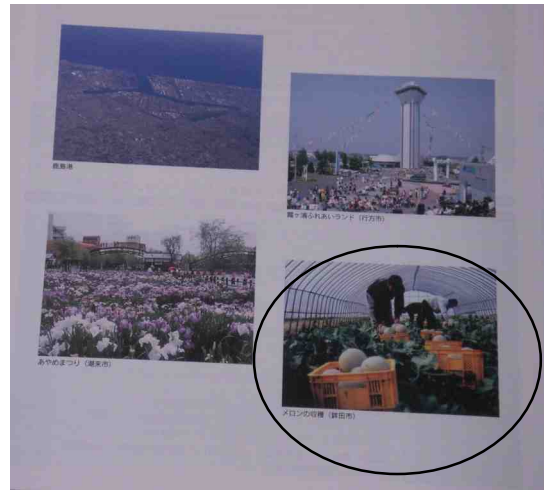 鹿島港
霞ヶ浦ふれあいランド（行方市）
あやめまつり（潮来市）
メロンの収穫（鉾田市）